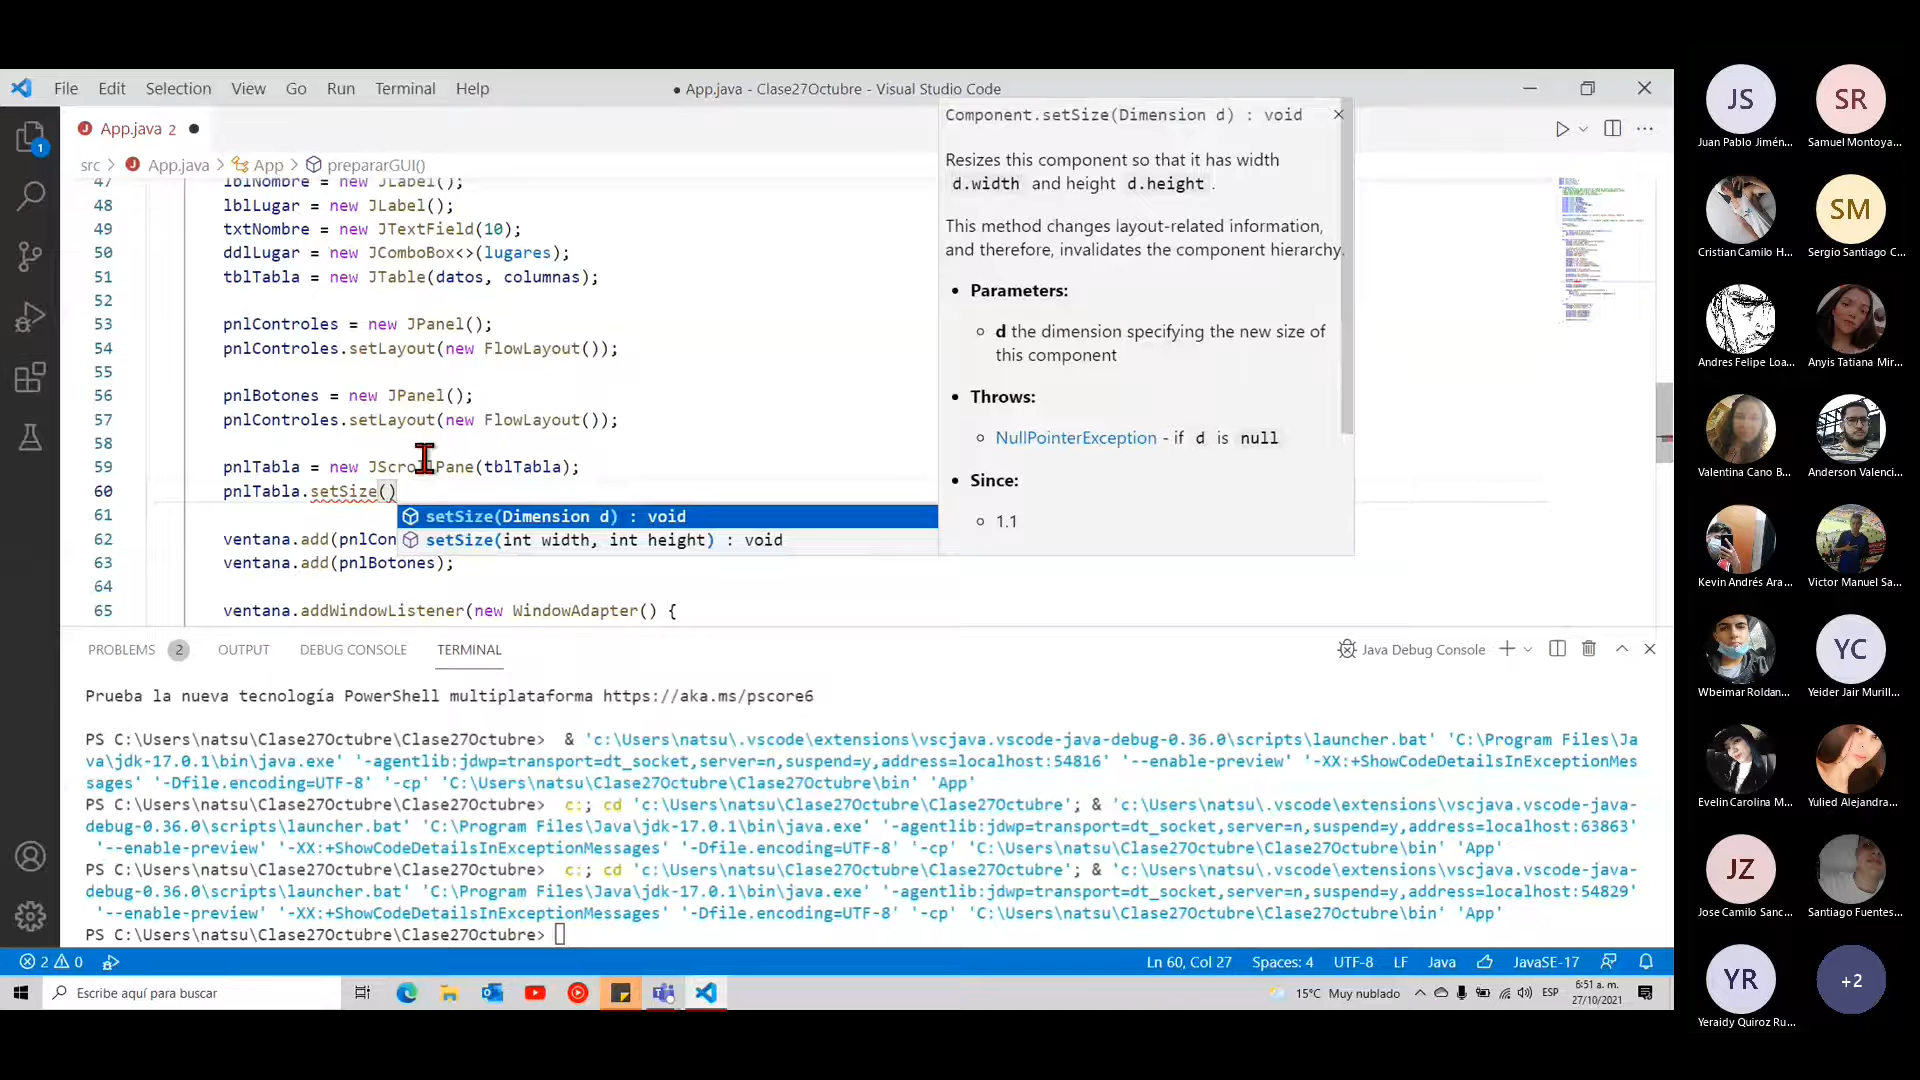 File Edit Selection View Go Run Terminal Help
● App.java - Clase27Octubre - Visual Studio Code
App.java 2 ●
src > App.java > App > prepararGUI()
47 lblNombre = new JLabel();
48 lblLugar = new JLabel();
49 txtNombre = new JTextField(10);
50 ddlLugar = new JComboBox<>(lugares);
51 tblTabla = new JTable(datos, columnas);
52
53 pnlControles = new JPanel();
54 pnlControles.setLayout(new FlowLayout());
55
56 pnlBotones = new JPanel();
57 pnlControles.setLayout(new FlowLayout());
58
59 pnlTabla = new JScrollPane(tblTabla);
60 pnlTabla.setSize()
61
62 ventana.add(pnlCon
63 ventana.add(pnlBotones);
64
65 ventana.addWindowListener(new WindowAdapter() {
setSize(Dimension d) : void
setSize(int width, int height) : void
Component.setSize(Dimension d) : void
Resizes this component so that it has width
d.width and height d.height .
This method changes layout-related information,
and therefore, invalidates the component hierarchy.
• Parameters:
○ d the dimension specifying the new size of
this component
• Throws:
○ NullPointerException - if d is null
• Since:
○ 1.1
PROBLEMS 2 OUTPUT DEBUG CONSOLE TERMINAL
Java Debug Console
Prueba la nueva tecnología PowerShell multiplataforma https://aka.ms/pscore6
PS C:\Users\natsu\Clase27Octubre\Clase27Octubre> & 'c:\Users\natsu\.vscode\extensions\vscjava.vscode-java-debug-0.36.0\scripts\launcher.bat' 'C:\Program Files\Ja
va\jdk-17.0.1\bin\java.exe' '-agentlib:jdwp=transport=dt_socket,server=n,suspend=y,address=localhost:54816' '--enable-preview' '-XX:+ShowCodeDetailsInExceptionMes
sages' '-Dfile.encoding=UTF-8' '-cp' 'C:\Users\natsu\Clase27Octubre\Clase27Octubre\bin' 'App'
PS C:\Users\natsu\Clase27Octubre\Clase27Octubre> c:; cd 'c:\Users\natsu\Clase27Octubre\Clase27Octubre'; & 'c:\Users\natsu\.vscode\extensions\vscjava.vscode-java-
debug-0.36.0\scripts\launcher.bat' 'C:\Program Files\Java\jdk-17.0.1\bin\java.exe' '-agentlib:jdwp=transport=dt_socket,server=n,suspend=y,address=localhost:63863'
'--enable-preview' '-XX:+ShowCodeDetailsInExceptionMessages' '-Dfile.encoding=UTF-8' '-cp' 'C:\Users\natsu\Clase27Octubre\Clase27Octubre\bin' 'App'
PS C:\Users\natsu\Clase27Octubre\Clase27Octubre> c:; cd 'c:\Users\natsu\Clase27Octubre\Clase27Octubre'; & 'c:\Users\natsu\.vscode\extensions\vscjava.vscode-java-
debug-0.36.0\scripts\launcher.bat' 'C:\Program Files\Java\jdk-17.0.1\bin\java.exe' '-agentlib:jdwp=transport=dt_socket,server=n,suspend=y,address=localhost:54829'
'--enable-preview' '-XX:+ShowCodeDetailsInExceptionMessages' '-Dfile.encoding=UTF-8' '-cp' 'C:\Users\natsu\Clase27Octubre\Clase27Octubre\bin' 'App'
PS C:\Users\natsu\Clase27Octubre\Clase27Octubre>
2 0 Ln 60, Col 27 Spaces: 4 UTF-8 LF Java JavaSE-17
Escribe aquí para buscar
15°C Muy nublado ESP 6:51 a. m.
27/10/2021
1
JS SR
Juan Pablo Jimén... Samuel Montoya...
SM
Cristian Camilo H... Sergio Santiago C...
Andres Felipe Loa... Anyis Tatiana Mir...
Valentina Cano B... Anderson Valenci...
Kevin Andrés Ara... Victor Manuel Sa...
YC
Wbeimar Roldan... Yeider Jair Murill...
Evelin Carolina M... Yulied Alejandra...
JZ
Jose Camilo Sanc... Santiago Fuentes...
YR +2
Yeraidy Quiroz Ru...